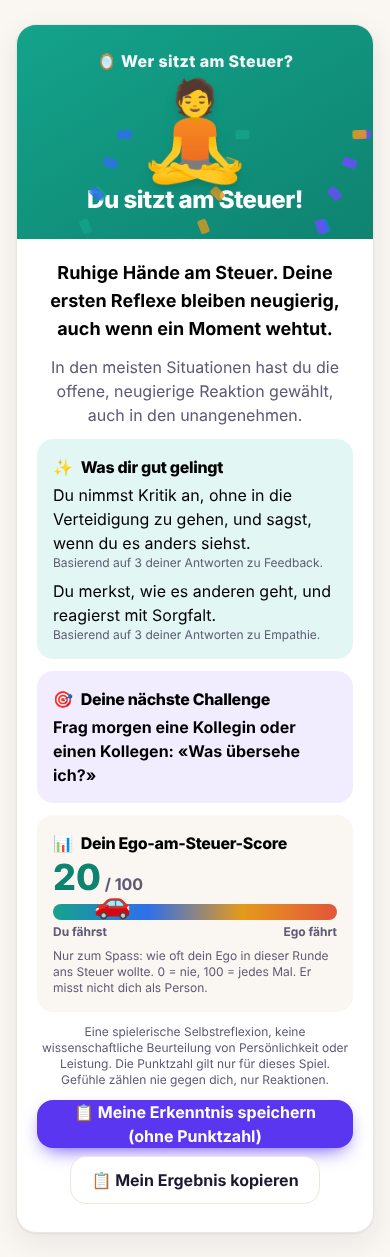 🪞 Wer sitzt am Steuer?
Du sitzt am Steuer!
Ruhige Hände am Steuer. Deine
ersten Reflexe bleiben neugierig,
auch wenn ein Moment wehtut.
In den meisten Situationen hast du die
offene, neugierige Reaktion gewählt,
auch in den unangenehmen.
✨ Was dir gut gelingt
Du nimmst Kritik an, ohne in die
Verteidigung zu gehen, und sagst,
wenn du es anders siehst.
Basierend auf 3 deiner Antworten zu Feedback.
Du merkst, wie es anderen geht, und
reagierst mit Sorgfalt.
Basierend auf 3 deiner Antworten zu Empathie.
🎯 Deine nächste Challenge
Frag morgen eine Kollegin oder
einen Kollegen: «Was übersehe
ich?»
📊 Dein Ego-am-Steuer-Score
20 / 100
Du fährst Ego fährt
Nur zum Spass: wie oft dein Ego in dieser Runde
ans Steuer wollte. 0 = nie, 100 = jedes Mal. Er
misst nicht dich als Person.
Eine spielerische Selbstreflexion, keine
wissenschaftliche Beurteilung von Persönlichkeit oder
Leistung. Die Punktzahl gilt nur für dieses Spiel.
Gefühle zählen nie gegen dich, nur Reaktionen.
📋 Meine Erkenntnis speichern
(ohne Punktzahl)
📋 Mein Ergebnis kopieren